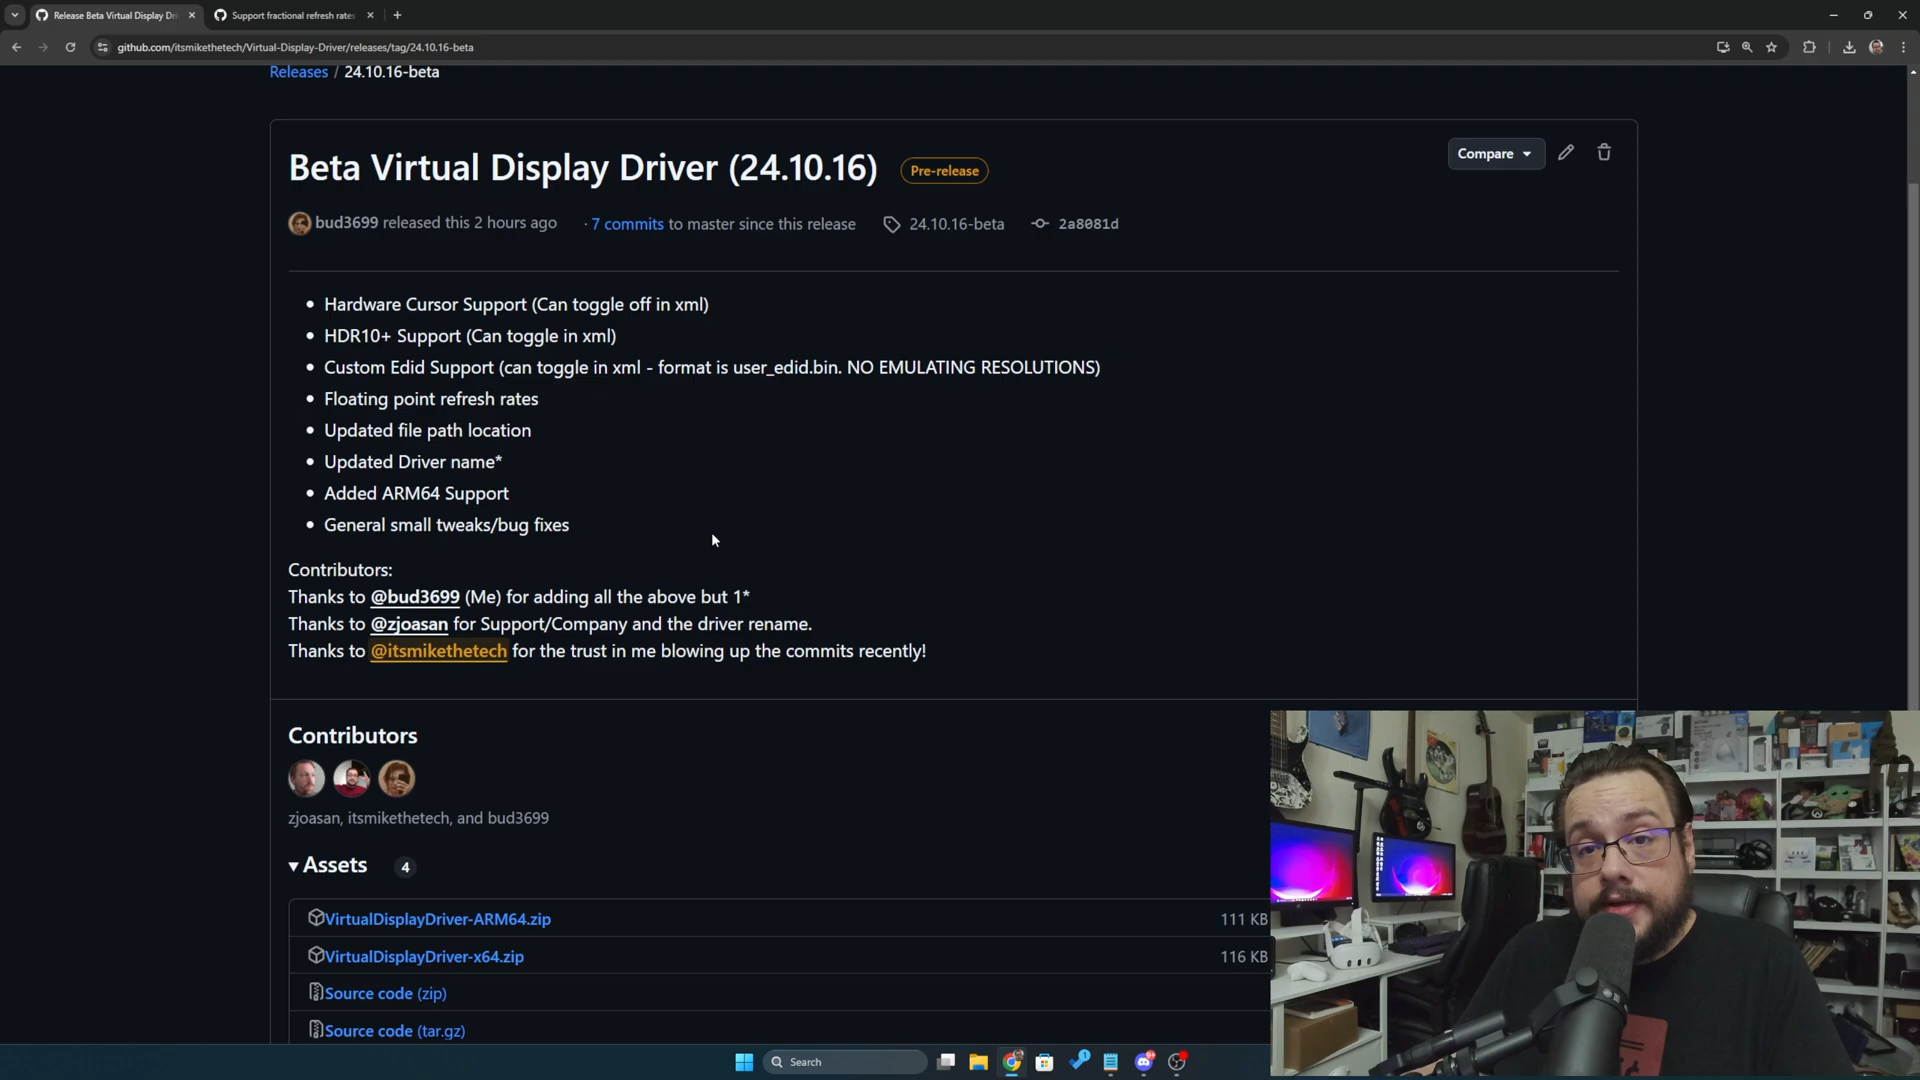 Release Beta Virtual Display Dri
Support fractional refresh rates
github.com/itsmikethetech/Virtual-Display-Driver/releases/tag/24.10.16-beta
Releases / 24.10.16-beta
Beta Virtual Display Driver (24.10.16) Pre-release
Compare
bud3699 released this 2 hours ago · 7 commits to master since this release 24.10.16-beta 2a8081d
• Hardware Cursor Support (Can toggle off in xml)
• HDR10+ Support (Can toggle in xml)
• Custom Edid Support (can toggle in xml - format is user_edid.bin. NO EMULATING RESOLUTIONS)
• Floating point refresh rates
• Updated file path location
• Updated Driver name*
• Added ARM64 Support
• General small tweaks/bug fixes
Contributors:
Thanks to @bud3699 (Me) for adding all the above but 1*
Thanks to @zjoasan for Support/Company and the driver rename.
Thanks to @itsmikethetech for the trust in me blowing up the commits recently!
Contributors
zjoasan, itsmikethetech, and bud3699
Assets 4
VirtualDisplayDriver-ARM64.zip 111 KB
VirtualDisplayDriver-x64.zip 116 KB
Source code (zip)
Source code (tar.gz)
Search